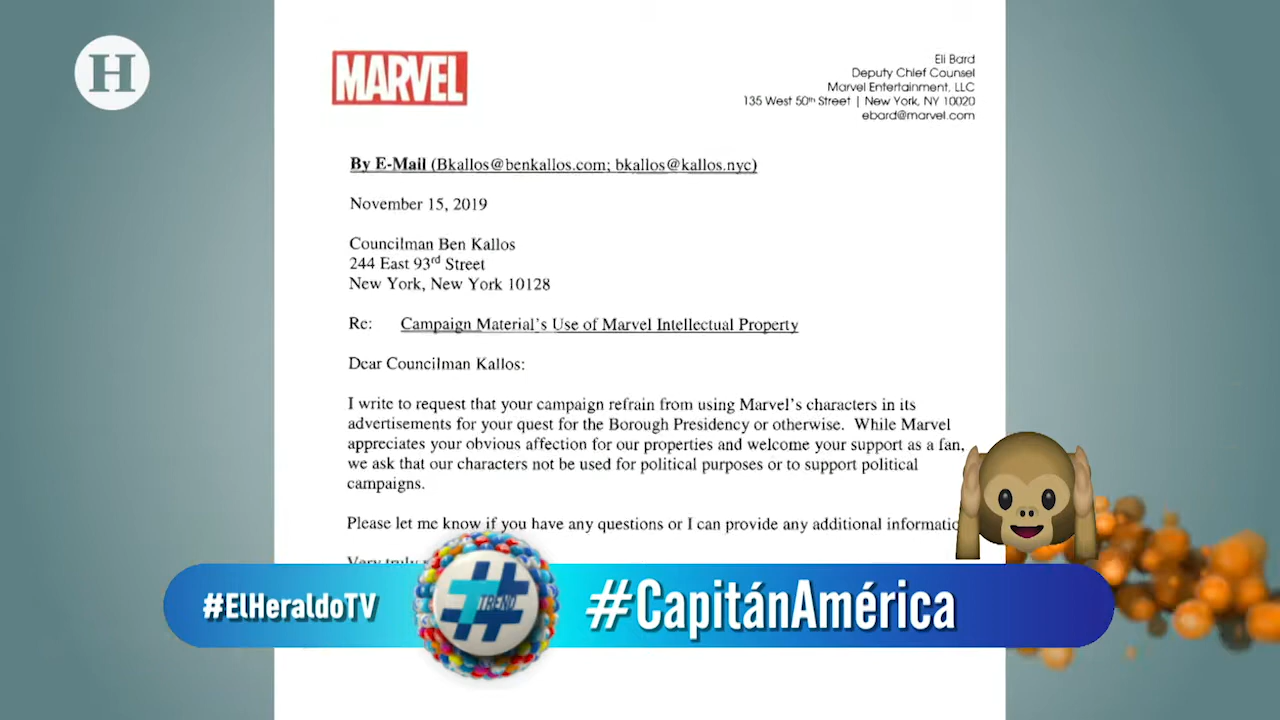 H
MARVEL
Eli Bard
Deputy Chief Counsel
Marvel Entertainment, LLC
135 West 50th Street | New York, NY 10020
ebard@marvel.com
By E-Mail (Bkallos@benkallos.com; bkallos@kallos.nyc)
November 15, 2019
Councilman Ben Kallos
244 East 93rd Street
New York, New York 10128
Re: Campaign Material's Use of Marvel Intellectual Property
Dear Councilman Kallos:
I write to request that your campaign refrain from using Marvel's characters in its
advertisements for your quest for the Borough Presidency or otherwise. While Marvel
appreciates your obvious affection for our properties and welcome your support as a fan,
we ask that our characters not be used for political purposes or to support political
campaigns.
Please let me know if you have any questions or I can provide any additional
Very truly
#ElHeraldoTV
# TREND
#CapitánAmérica